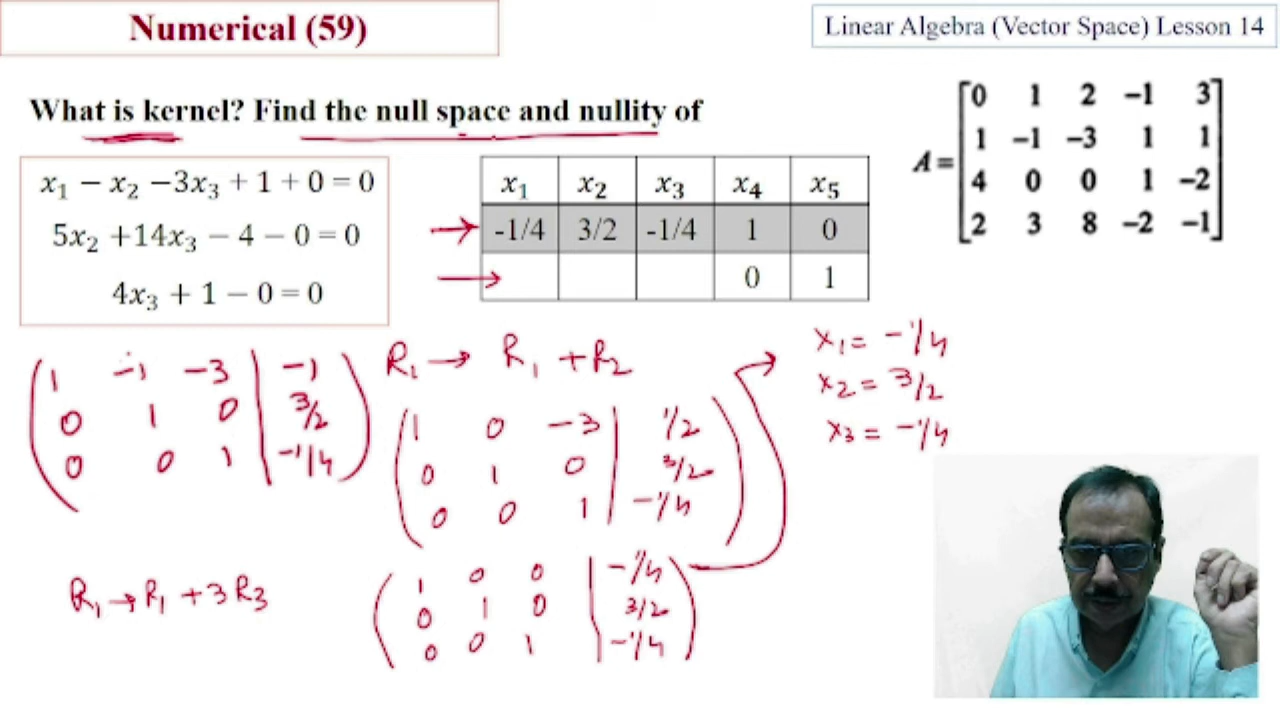 Numerical (59)
Linear Algebra (Vector Space) Lesson 14
What is kernel? Find the null space and nullity of
A = [0 1 2 −1 3
1 −1 −3 1 1
4 0 0 1 −2
2 3 8 −2 −1]
x₁ − x₂ −3x₃ + 1 + 0 = 0
5x₂ +14x₃ − 4 − 0 = 0
4x₃ + 1 − 0 = 0
x₁ x₂ x₃ x₄ x₅
→ -1/4 3/2 -1/4 1 0
→ 0 1
1 -1 -3 | -1
0 1 0 | 3/2
0 0 1 | -1/4
R₁ → R₁ + R₂
1 0 -3 | 1/2
0 1 0 | 3/2
0 0 1 | -1/4
x₁ = -1/4
x₂ = 3/2
x₃ = -1/4
R₁ → R₁ + 3R₃
1 0 0 | -1/4
0 1 0 | 3/2
0 0 1 | -1/4